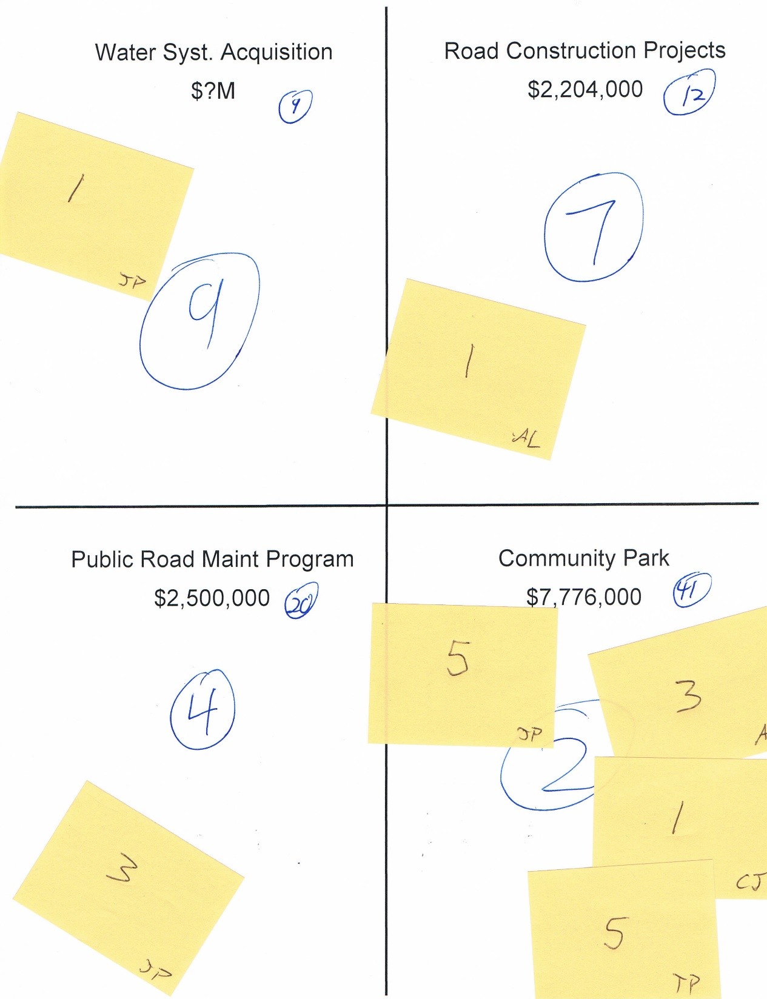 Water Syst. Acquisition
$?M
9
1
JP
9
Road Construction Projects
$2,204,000
12
7
1
AL
Public Road Maint Program
$2,500,000
20
4
3
JP
Community Park
$7,776,000
41
5
JP
3
A
2
1
CJ
5
TP